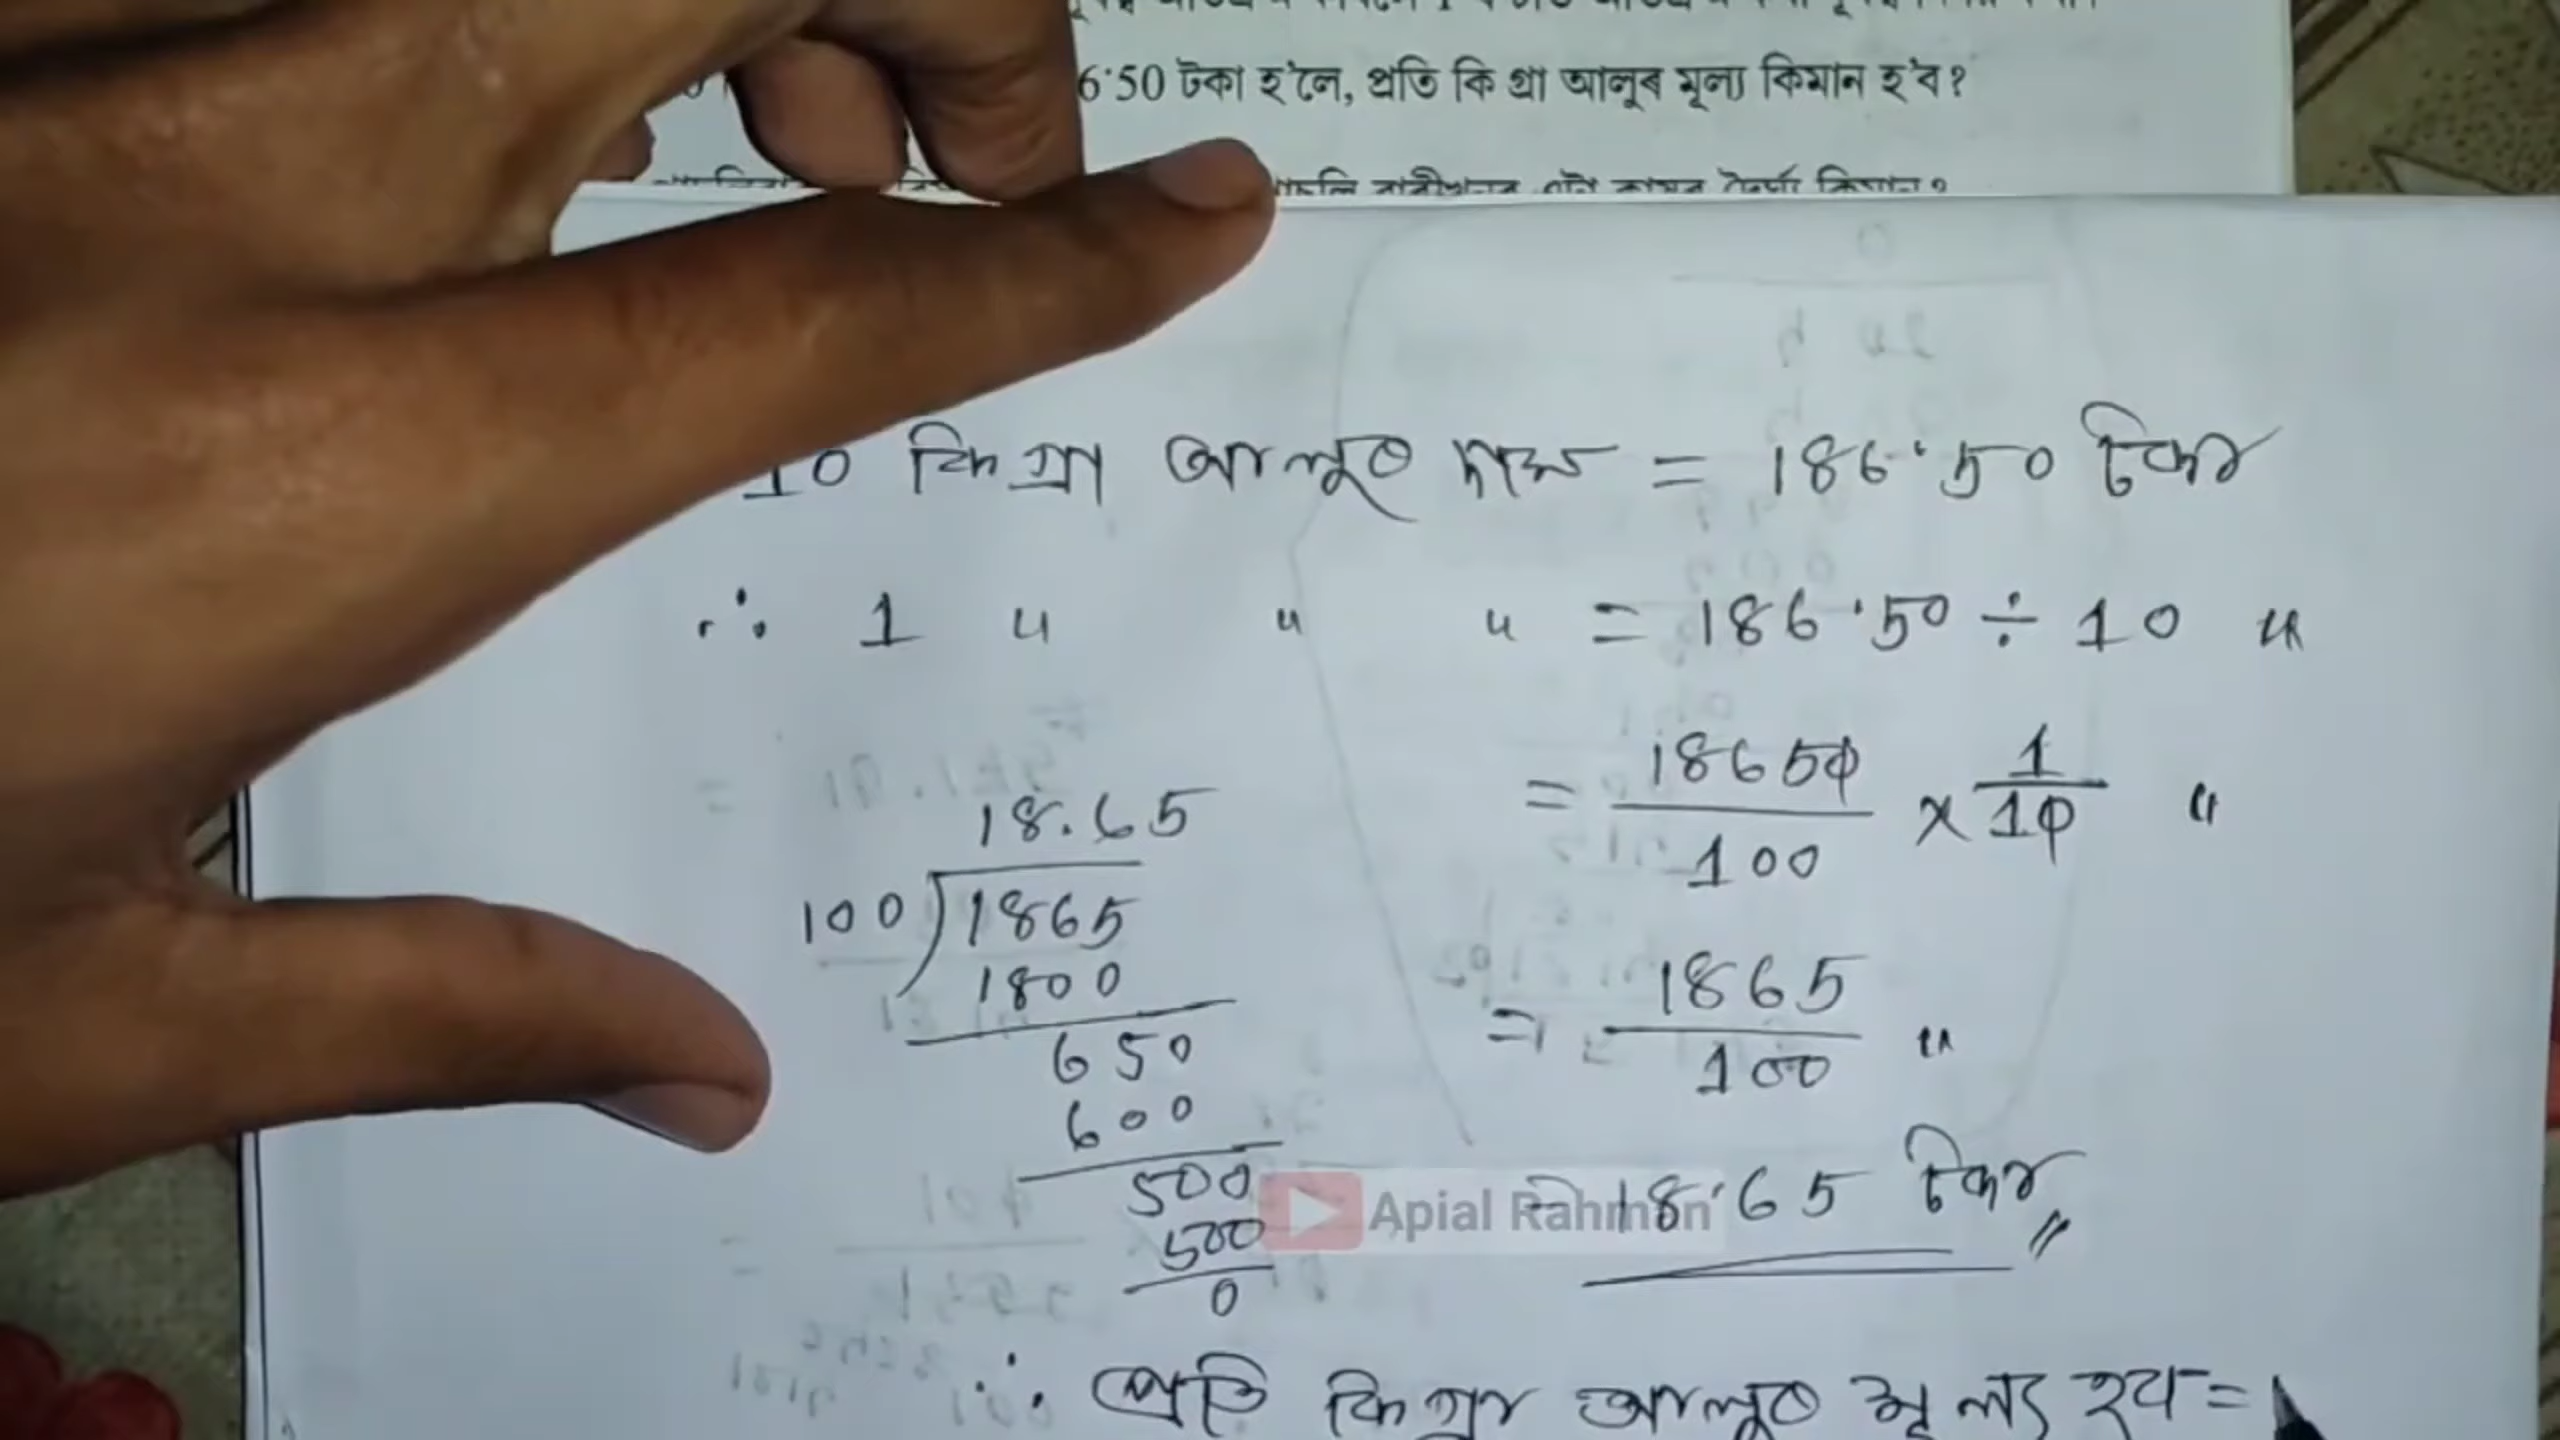 6·50 টকা হ'লে, প্ৰতি কি গ্ৰা আলুৰ মূল্য কিমান হ'ব?
10 কি গ্ৰা আলুৰ দাম = 186·50 টকা
∴ 1 " " " = 186·50 ÷ 10 "
= 18650/100 × 1/10 "
18.65
100)1865
1800
650
600
500
500
0
= 1865/100 "
= 18·65 টকা
Apial Rahman
∴ প্ৰতি কি গ্ৰা আলুৰ মূল্য হব =